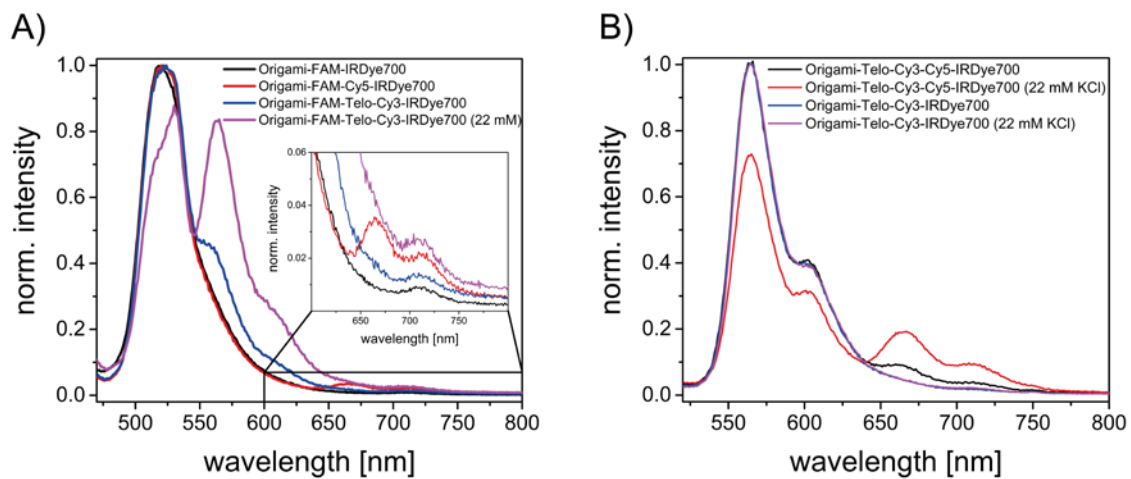 A)
Origami-FAM-IRDye700
Origami-FAM-Cy5-IRDye700
Origami-FAM-Telo-Cy3-IRDye700
Origami-FAM-Telo-Cy3-IRDye700 (22 mM)
norm. intensity
1.0
0.8
0.6
0.4
0.2
0.0
500
550
600
650
700
750
800
wavelength [nm]
norm. intensity
0.06
0.04
0.02
650
700
750
wavelength [nm]
B)
Origami-Telo-Cy3-Cy5-IRDye700
Origami-Telo-Cy3-Cy5-IRDye700 (22 mM KCl)
Origami-Telo-Cy3-IRDye700
Origami-Telo-Cy3-IRDye700 (22 mM KCl)
norm. intensity
1.0
0.8
0.6
0.4
0.2
0.0
550
600
650
700
750
800
wavelength [nm]